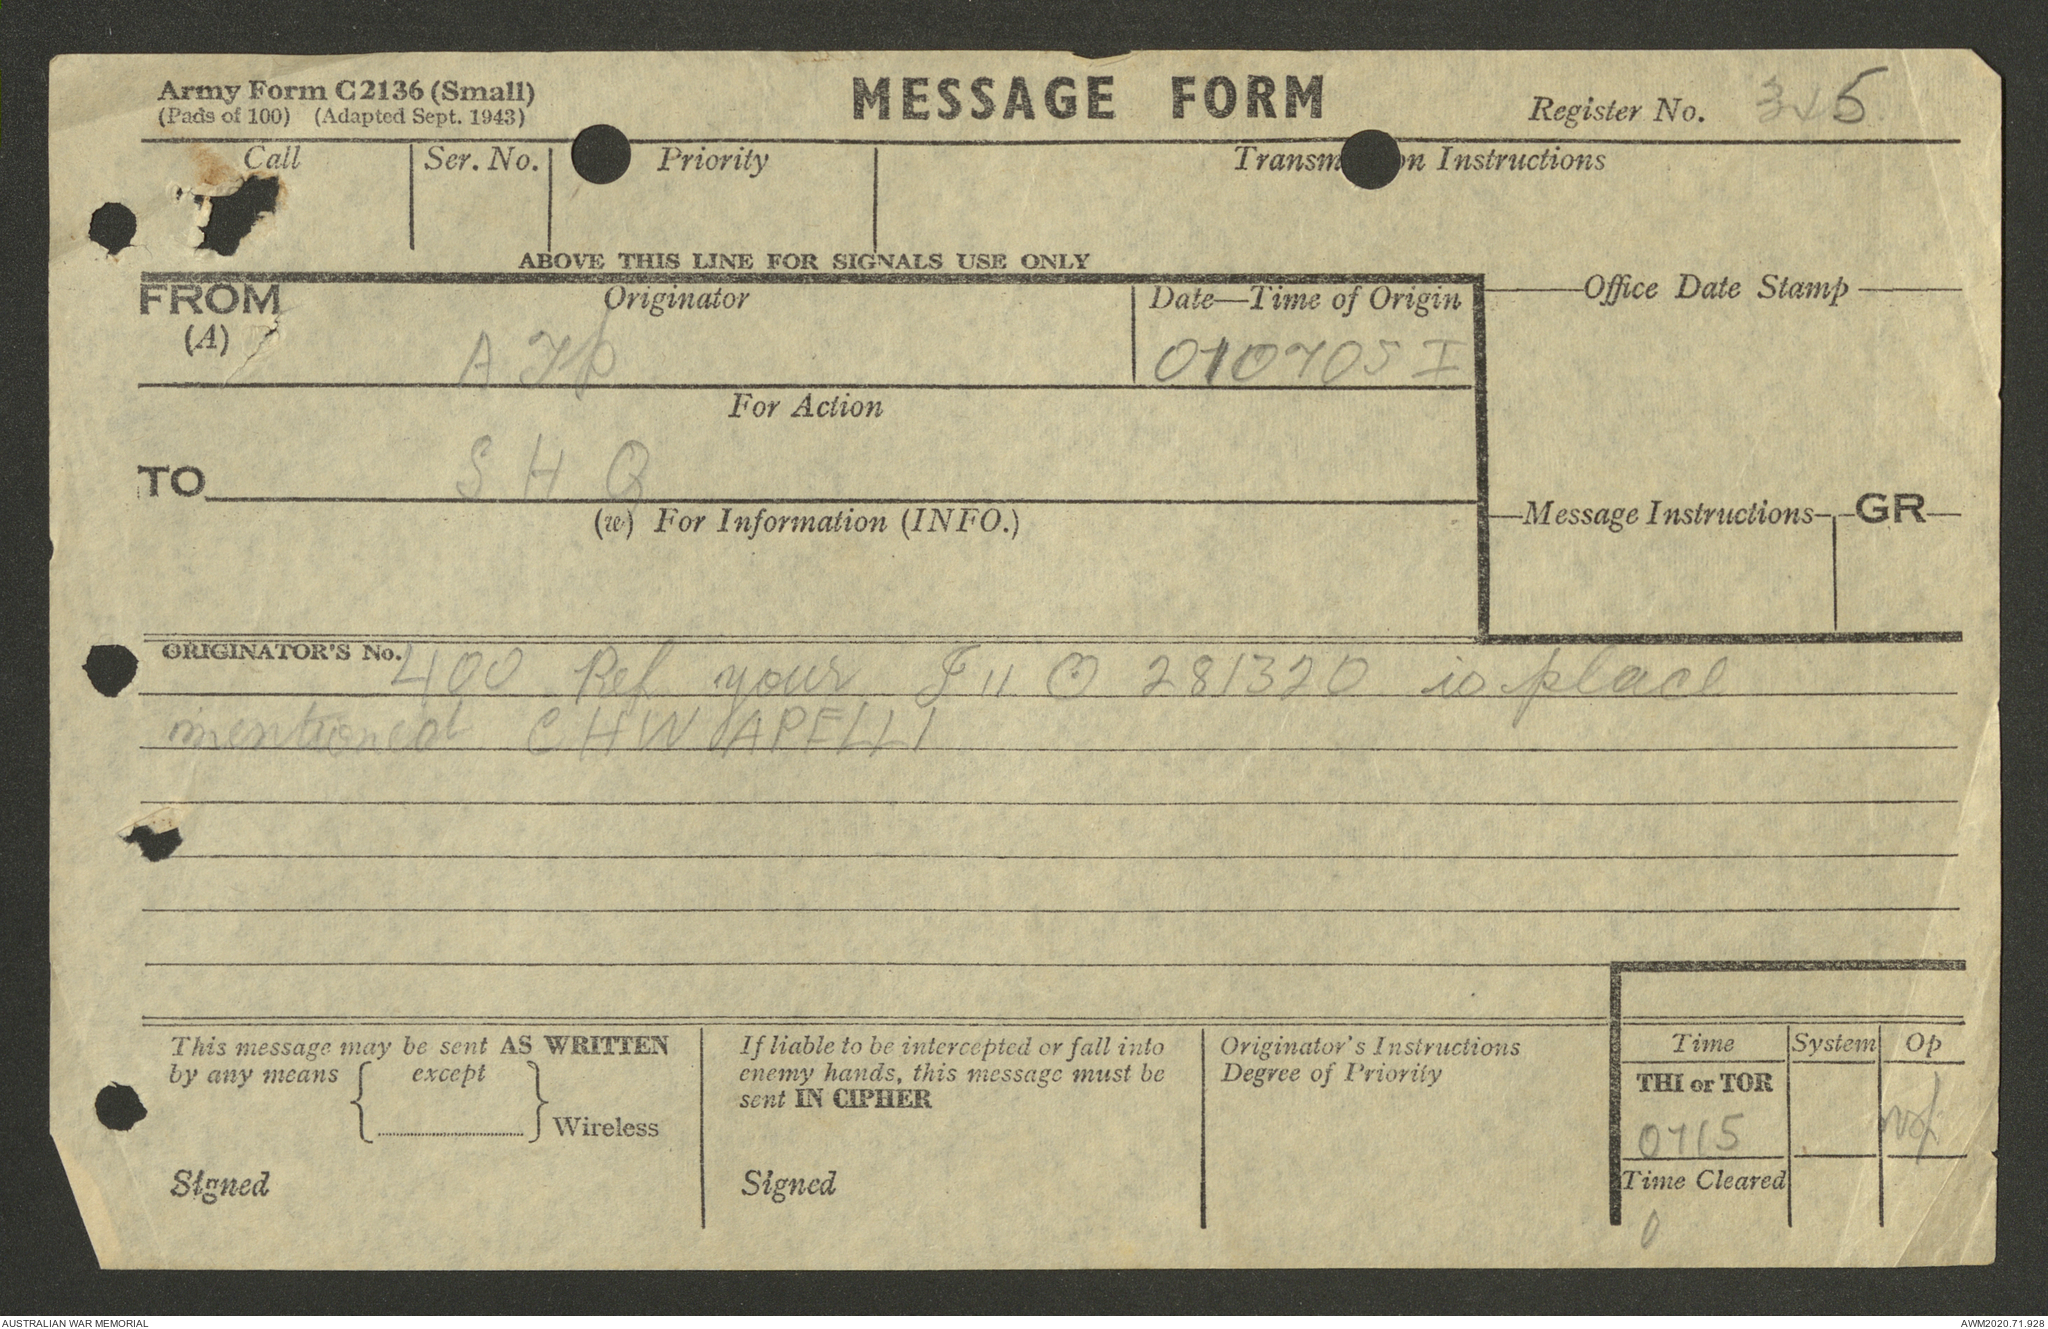 Army Form C2136 (Small)
(Pads of 100) (Adapted Sept. 1943)
MESSAGE FORM
Register No. 5
Call
Ser. No.
Priority
Transm on Instructions
ABOVE THIS LINE FOR SIGNALS USE ONLY
FROM
(A)
Originator
Date—Time of Origin
Office Date Stamp
A
010705 I
For Action
TO
S H Q
(w) For Information (INFO.)
Message Instructions
GR
ORIGINATOR'S No. 400 Ref your O 281320 is place
mentioned CHWAPELLI
This message may be sent AS WRITTEN
by any means except
Wireless
Signed
If liable to be intercepted or fall into
enemy hands, this message must be
sent IN CIPHER
Signed
Originator's Instructions
Degree of Priority
Time
System
Op
THI or TOR
0715
Time Cleared
0
AUSTRALIAN WAR MEMORIAL
AWM2020.71.928